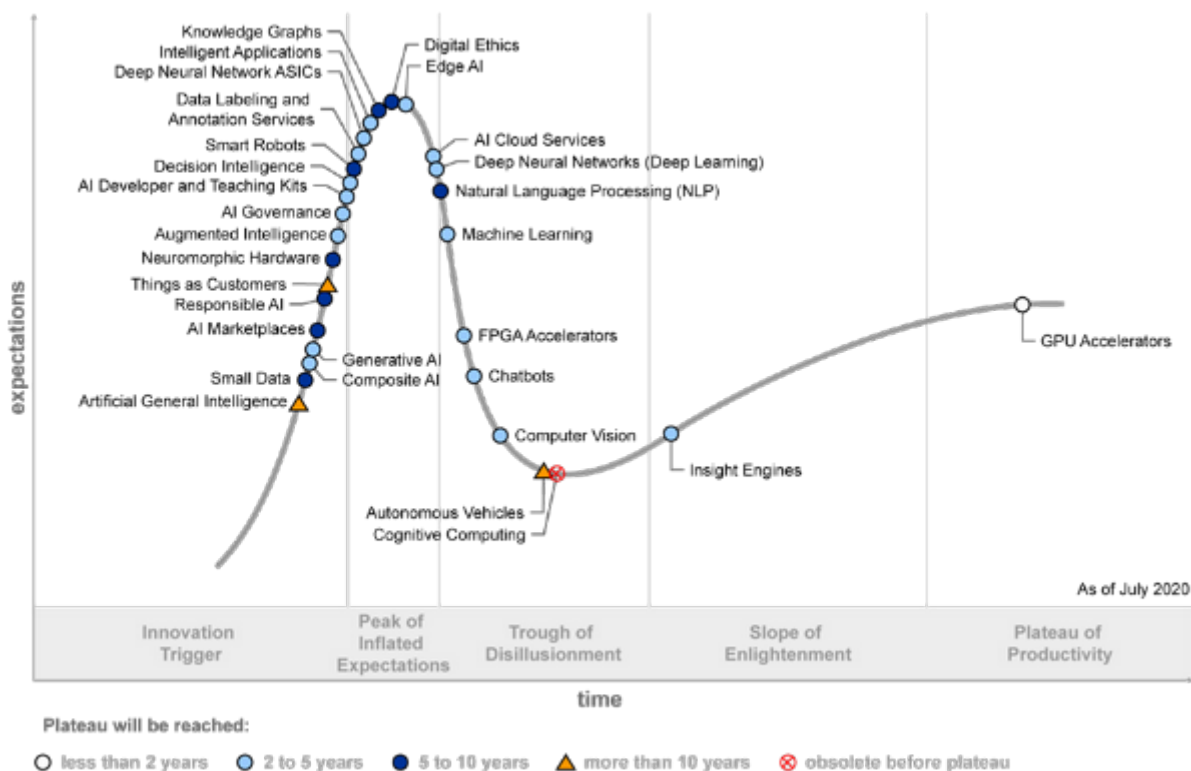 Knowledge Graphs
Intelligent Applications
Deep Neural Network ASICs
Data Labeling and
Annotation Services
Smart Robots
Decision Intelligence
AI Developer and Teaching Kits
AI Governance
Augmented Intelligence
Neuromorphic Hardware
Things as Customers
Responsible AI
AI Marketplaces
Generative AI
Composite AI
Small Data
Artificial General Intelligence
Digital Ethics
Edge AI
AI Cloud Services
Deep Neural Networks (Deep Learning)
Natural Language Processing (NLP)
Machine Learning
FPGA Accelerators
Chatbots
Computer Vision
Autonomous Vehicles
Cognitive Computing
Insight Engines
GPU Accelerators
expectations
As of July 2020
Innovation
Trigger
Peak of
Inflated
Expectations
Trough of
Disillusionment
Slope of
Enlightenment
Plateau of
Productivity
time
Plateau will be reached:
less than 2 years
2 to 5 years
5 to 10 years
more than 10 years
obsolete before plateau